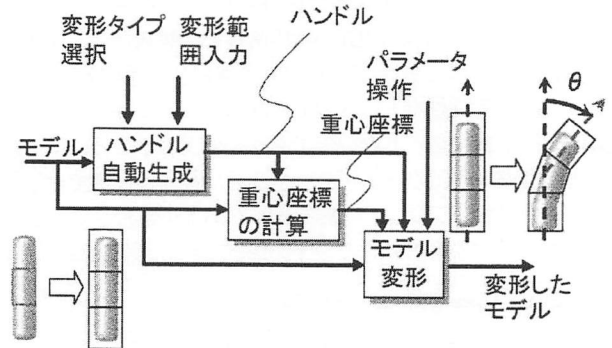 ハンドル
変形タイプ
選択
変形範
囲入力
パラメータ
操作
θ
重心座標
モデル
ハンドル
自動生成
重心座標
の計算
モデル
変形
変形した
モデル